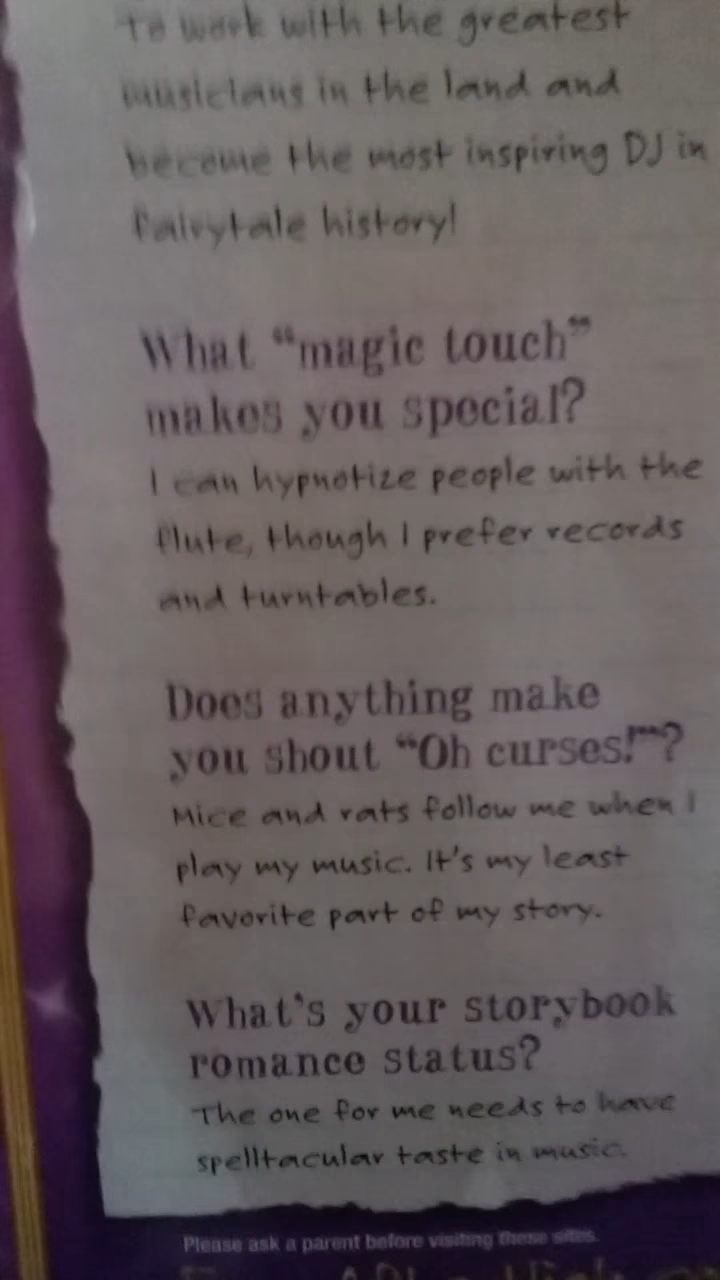 To work with the greatest
musicians in the land and
become the most inspiring DJ in
fairytale history!
What “magic touch”
makes you special?
I can hypnotize people with the
flute, though I prefer records
and turntables.
Does anything make
you shout “Oh curses!”?
Mice and rats follow me when I
play my music. It's my least
favorite part of my story.
What's your storybook
romance status?
The one for me needs to have
spelltacular taste in music.
Please ask a parent before visiting these sites.